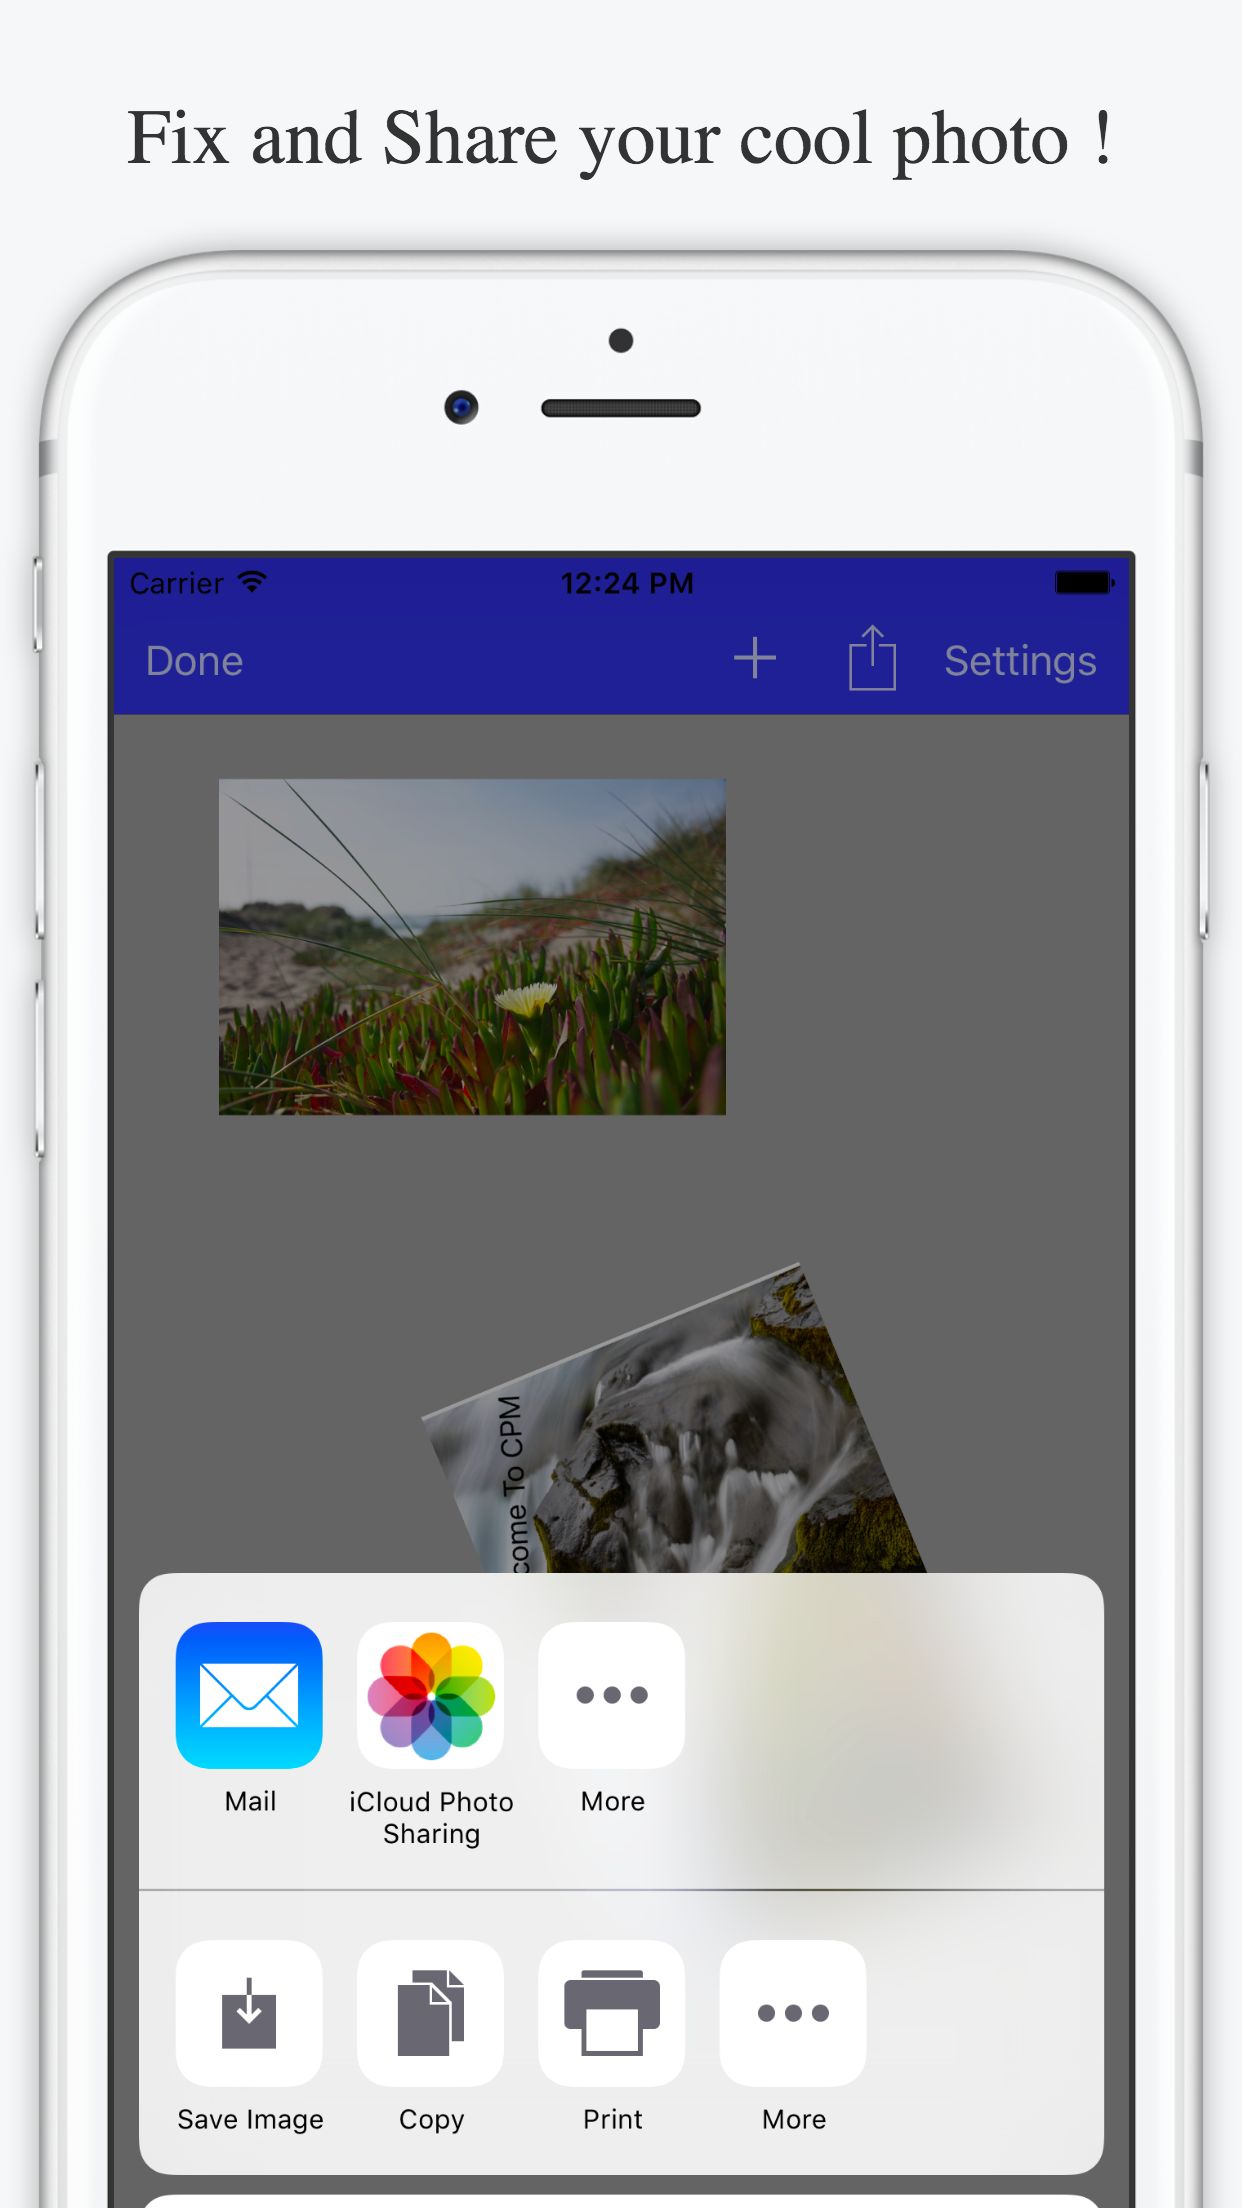 Fix and Share your cool photo !
Carrier 12:24 PM
Done Settings
come To CPM
Mail
iCloud Photo
Sharing
More
Save Image
Copy
Print
More